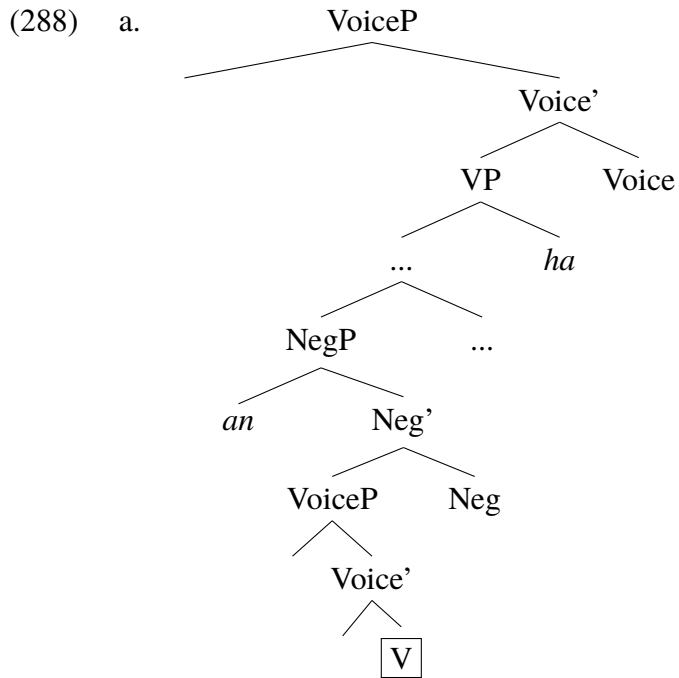 (288) a. VoiceP
Voice’
VP Voice
... ha
NegP ...
an Neg’
VoiceP Neg
Voice’
V